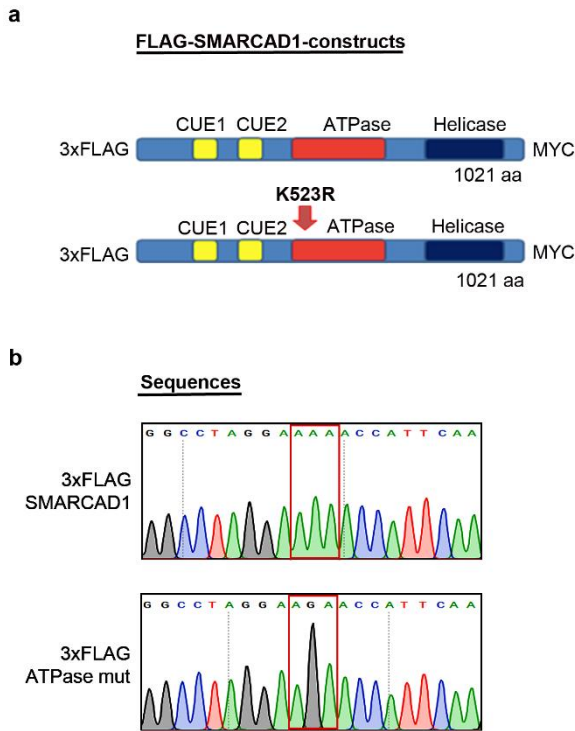 a
FLAG-SMARCAD1-constructs
CUE1 CUE2 ATPase Helicase
3xFLAG MYC
1021 aa
K523R
CUE1 CUE2 ATPase Helicase
3xFLAG MYC
1021 aa
b
Sequences
G G C C T A G G A A A A A C C A T T C A A
3xFLAG
SMARCAD1
G G C C T A G G A A G A A C C A T T C A A
3xFLAG
ATPase mut